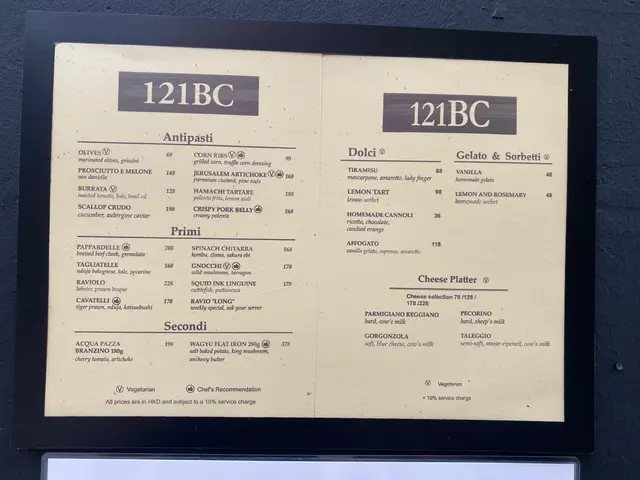 121BC
Antipasti
OLIVES V 68
marinated olives, grissini
PROSCIUTTO E MELONE 148
san daniele
BURRATA V 128
roasted tomato, kale, basil oil
SCALLOP CRUDO 198
cucumber, aubergine caviar
CORN RIBS V 98
grilled corn, truffle corn dressing
JERUSALEM ARTICHOKE V 168
parmesan custard, pine nuts
HAMACHI TARTARE 188
polenta frita, lemon aioli
CRISPY PORK BELLY 168
creamy polenta
Primi
PAPPARDELLE 208
braised beef cheek, gremolata
TAGLIATELLE 168
nduja bolognese, kale, pecorino
RAVIOLO 228
lobster, prawn bisque
CAVATELLI 178
tiger prawn, nduja, katsuobushi
SPINACH CHITARRA 168
kombu, clams, sakura ebi
GNOCCHI V 178
wild mushroom, tarragon
SQUID INK LINGUINE 178
cuttlefish, puttanesca
RAVIO "LONG" 178
weekly special, ask your server
Secondi
ACQUA PAZZA 198
BRANZINO 180g
cherry tomato, artichoke
WAGYU FLAT IRON 250g 378
salt baked potato, king mushroom,
anchovy butter
V Vegetarian Chef's Recommendation
All prices are in HKD and subject to a 10% service charge
121BC
Dolci V
TIRAMISU 88
mascarpone, amaretto, lady finger
LEMON TART 98
lemon sorbet
HOMEMADE CANNOLI 36
ricotta, chocolate,
candied orange
AFFOGATO 118
vanilla gelato, espresso, amaretto
Gelato & Sorbetti V
VANILLA 48
homemade gelato
LEMON AND ROSEMARY 48
homemade sorbet
Cheese Platter V
Cheese selection 78 /128 /
178 /228
PARMIGIANO REGGIANO
hard, cow's milk
GORGONZOLA
soft, blue cheese, cow's milk
PECORINO
hard, sheep's milk
TALEGGIO
semi-soft, smear-ripened, cow's milk
V Vegetarian
+ 10% service charge